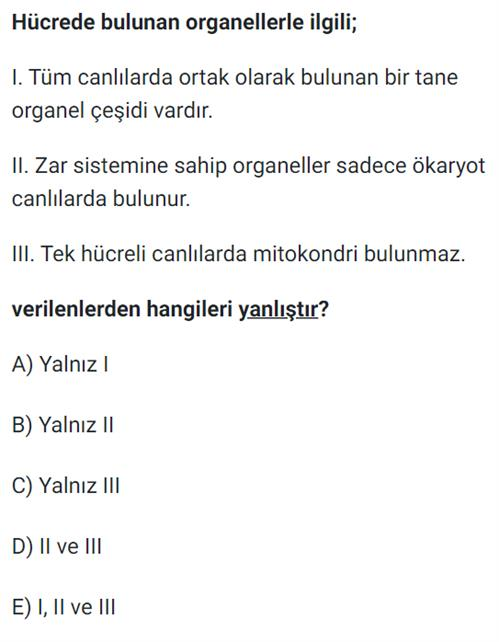 Hücrede bulunan organellerle ilgili;
I. Tüm canlılarda ortak olarak bulunan bir tane
organel çeşidi vardır.
II. Zar sistemine sahip organeller sadece ökaryot
canlılarda bulunur.
III. Tek hücreli canlılarda mitokondri bulunmaz.
verilenlerden hangileri yanlıştır?
A) Yalnız I
B) Yalnız II
C) Yalnız III
D) II ve III
E) I, II ve III